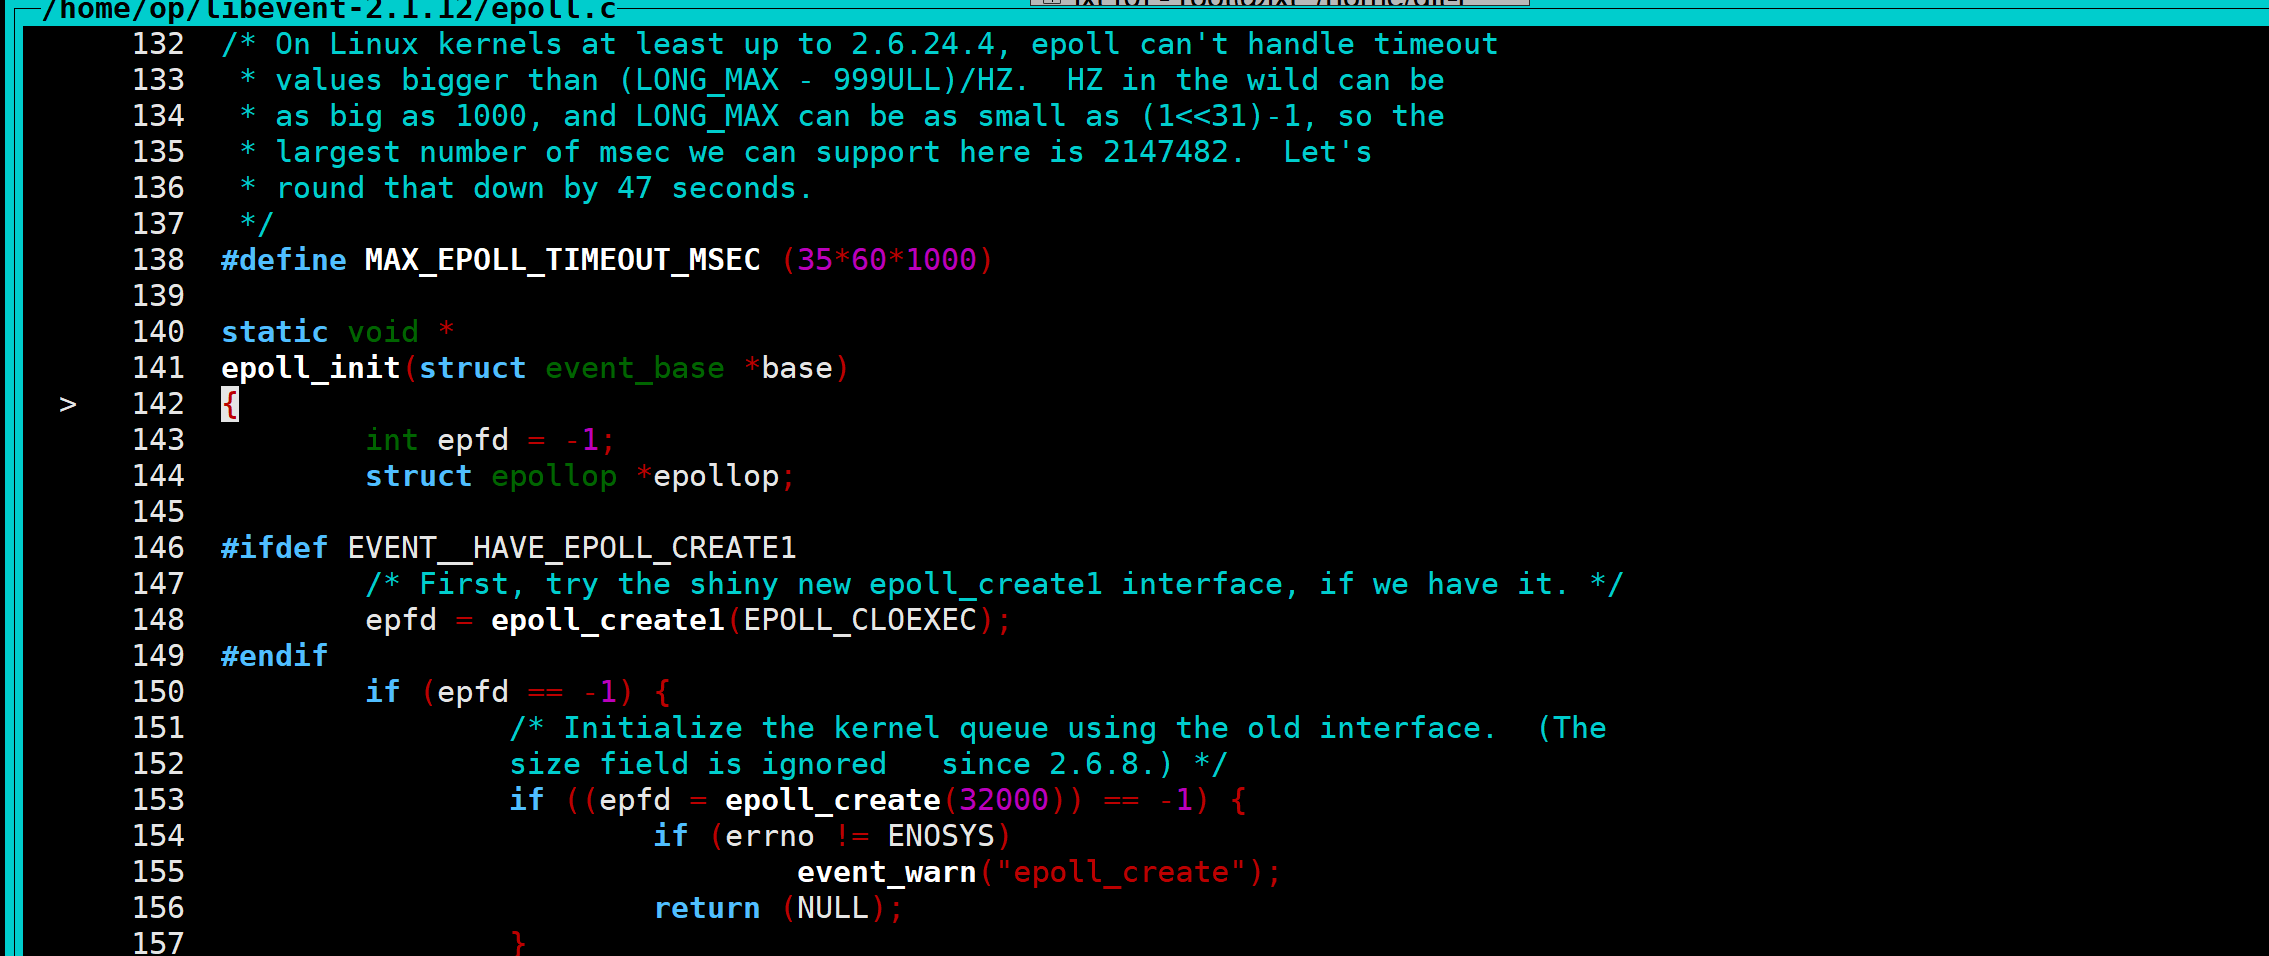 /home/op/libevent-2.1.12/epoll.c
132  /* On Linux kernels at least up to 2.6.24.4, epoll can't handle timeout
133   * values bigger than (LONG_MAX - 999ULL)/HZ.  HZ in the wild can be
134   * as big as 1000, and LONG_MAX can be as small as (1<<31)-1, so the
135   * largest number of msec we can support here is 2147482.  Let's
136   * round that down by 47 seconds.
137   */
138  #define MAX_EPOLL_TIMEOUT_MSEC (35*60*1000)
139
140  static void *
141  epoll_init(struct event_base *base)
>   142  {
143          int epfd = -1;
144          struct epollop *epollop;
145
146  #ifdef EVENT__HAVE_EPOLL_CREATE1
147          /* First, try the shiny new epoll_create1 interface, if we have it. */
148          epfd = epoll_create1(EPOLL_CLOEXEC);
149  #endif
150          if (epfd == -1) {
151                  /* Initialize the kernel queue using the old interface.  (The
152                  size field is ignored   since 2.6.8.) */
153                  if ((epfd = epoll_create(32000)) == -1) {
154                          if (errno != ENOSYS)
155                                  event_warn("epoll_create");
156                          return (NULL);
157                  }